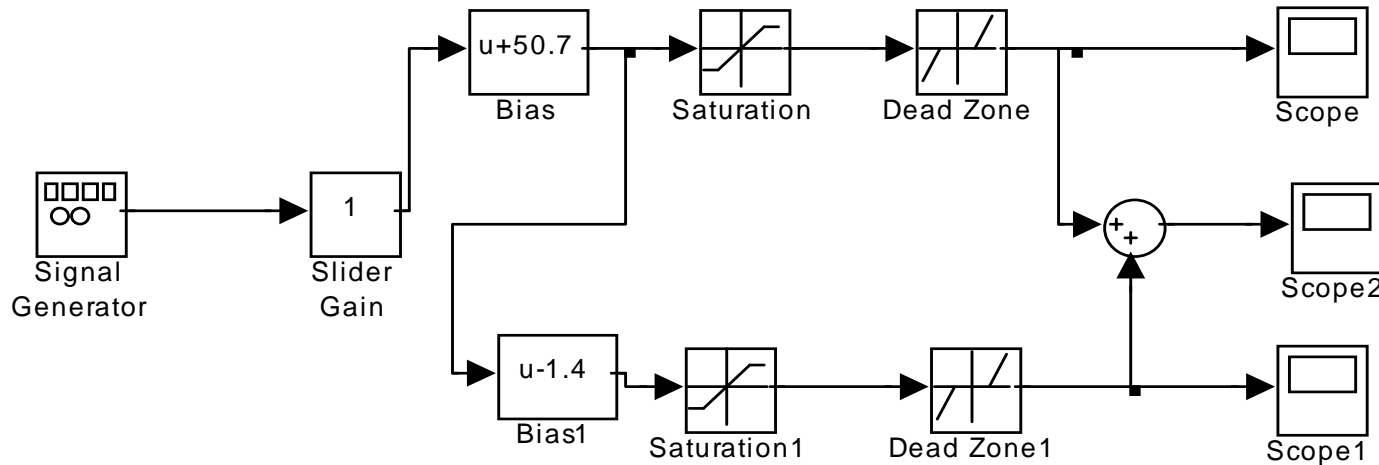 u+50.7
Bias
Saturation
Dead Zone
Scope
1
Signal
Generator
Slider
Gain
+
+
Scope2
u-1.4
Bias1
Saturation1
Dead Zone1
Scope1